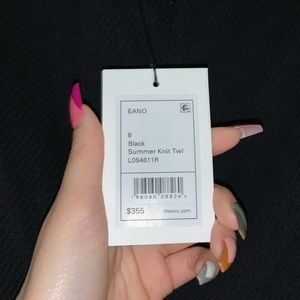 EANO
8
Black
Summer Knit Twl
L054611R
$355
theory.com